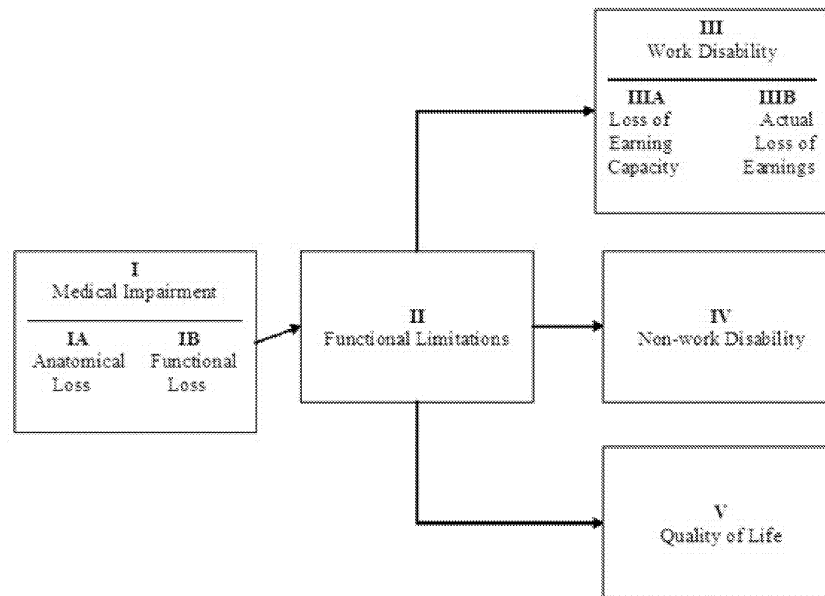 III
Work Disability
IIIA
Loss of
Earning
Capacity
IIIB
Actual
Loss of
Earnings
I
Medical Impairment
IA
Anatomical
Loss
IB
Functional
Loss
II
Functional Limitations
IV
Non-work Disability
V
Quality of Life